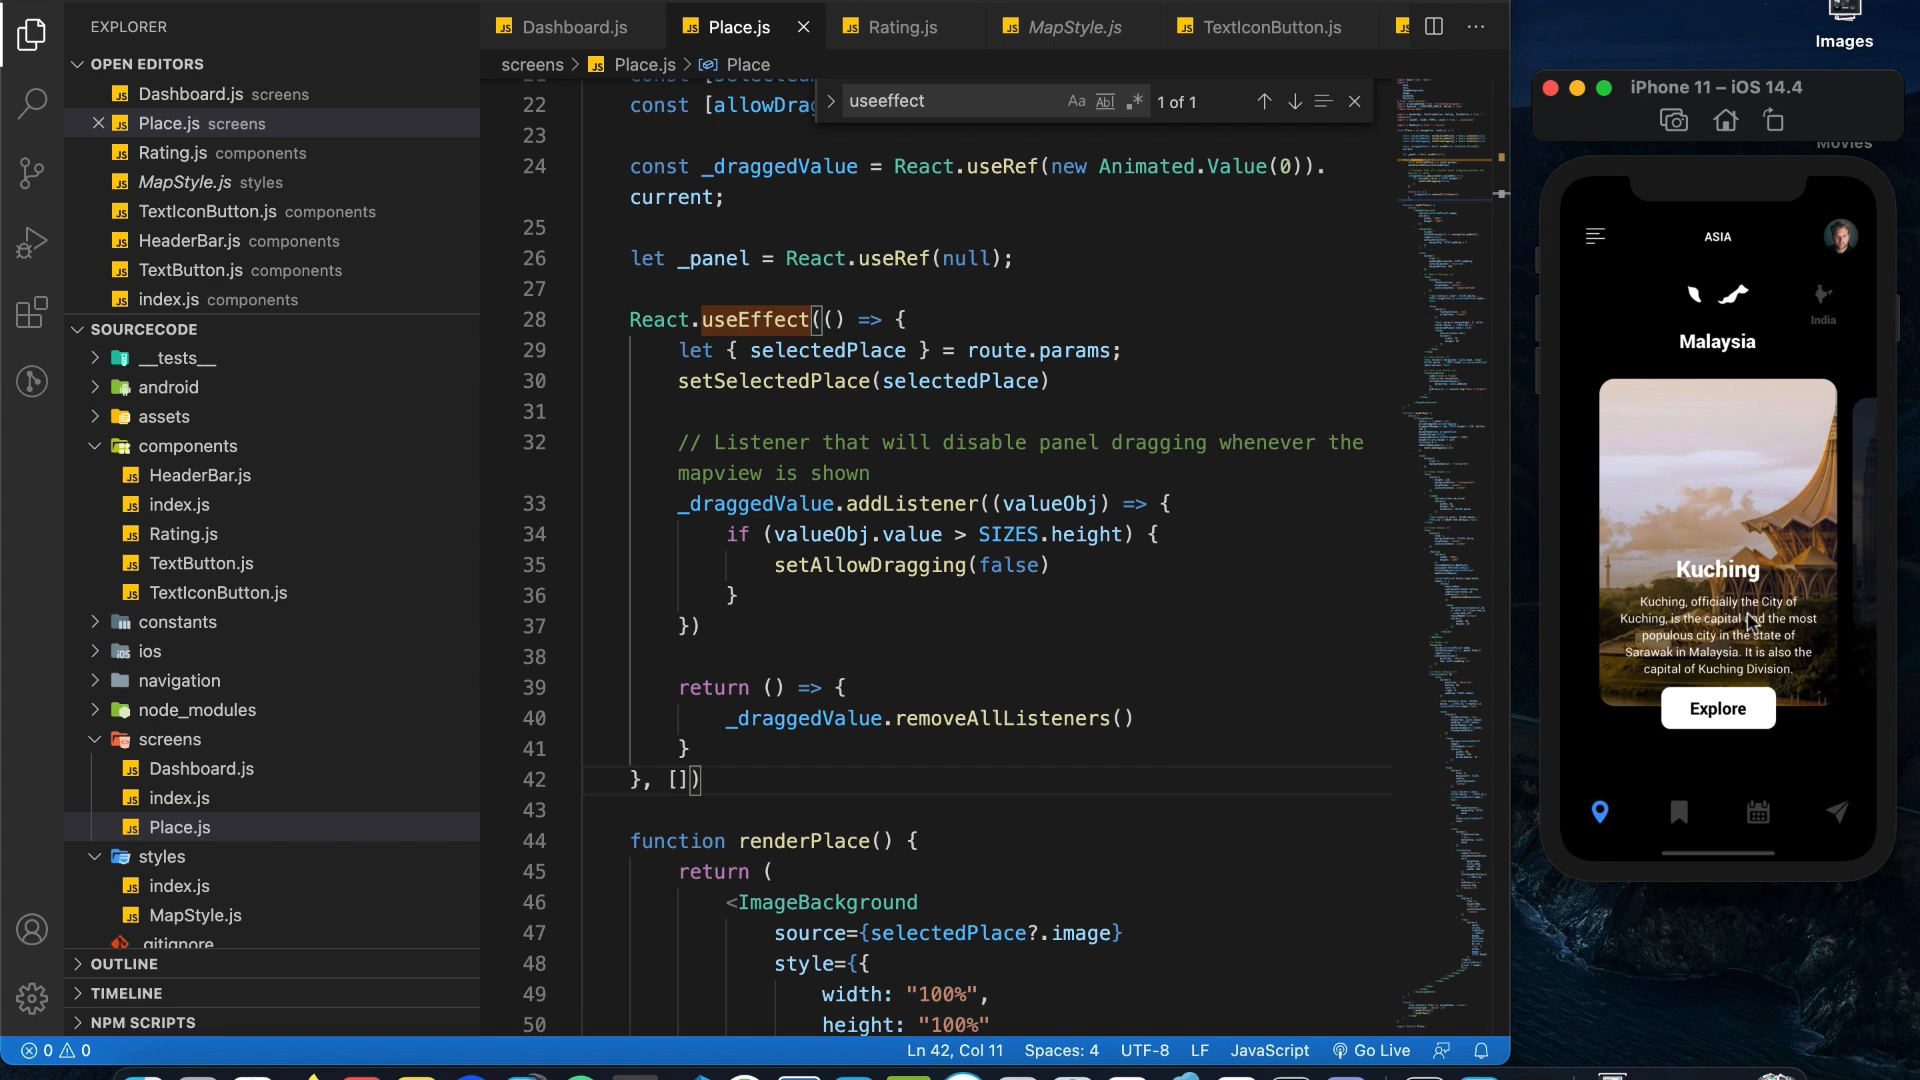 EXPLORER
OPEN EDITORS
Dashboard.js screens
Place.js screens
Rating.js components
MapStyle.js styles
TextIconButton.js components
HeaderBar.js components
TextButton.js components
index.js components
SOURCECODE
__tests__
android
assets
components
HeaderBar.js
index.js
Rating.js
TextButton.js
TextIconButton.js
constants
ios
navigation
node_modules
screens
Dashboard.js
index.js
Place.js
styles
index.js
MapStyle.js
.gitignore
OUTLINE
TIMELINE
NPM SCRIPTS
Dashboard.js
Place.js
Rating.js
MapStyle.js
TextIconButton.js
screens > Place.js > Place
useeffect
1 of 1
22 const [allowDrag
23
24 const _draggedValue = React.useRef(new Animated.Value(0)).
current;
25
26 let _panel = React.useRef(null);
27
28 React.useEffect(() => {
29 let { selectedPlace } = route.params;
30 setSelectedPlace(selectedPlace)
31
32 // Listener that will disable panel dragging whenever the
mapview is shown
33 _draggedValue.addListener((valueObj) => {
34 if (valueObj.value > SIZES.height) {
35 setAllowDragging(false)
36 }
37 })
38
39 return () => {
40 _draggedValue.removeAllListeners()
41 }
42 }, [])
43
44 function renderPlace() {
45 return (
46 <ImageBackground
47 source={selectedPlace?.image}
48 style={{
49 width: "100%",
50 height: "100%"
0 0
Ln 42, Col 11
Spaces: 4
UTF-8
LF
JavaScript
Go Live
Images
iPhone 11 – iOS 14.4
Movies
ASIA
Malaysia
India
Kuching
Kuching, officially the City of
Kuching, is the capital and the most
populous city in the state of
Sarawak in Malaysia. It is also the
capital of Kuching Division.
Explore